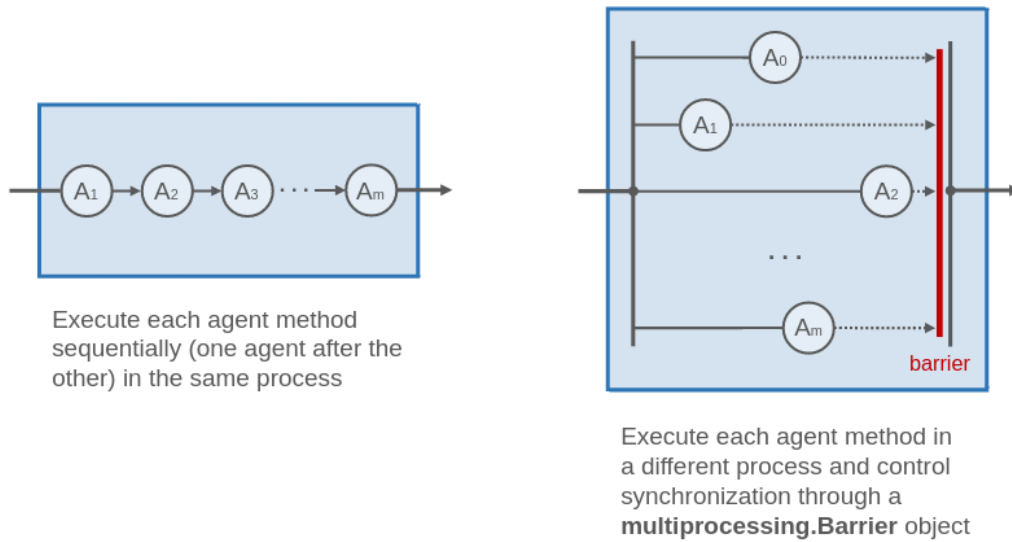 A1 A2 A3 ... Am
Execute each agent method
sequentially (one agent after the
other) in the same process
A0
A1
A2
...
Am
barrier
Execute each agent method in
a different process and control
synchronization through a
multiprocessing.Barrier object